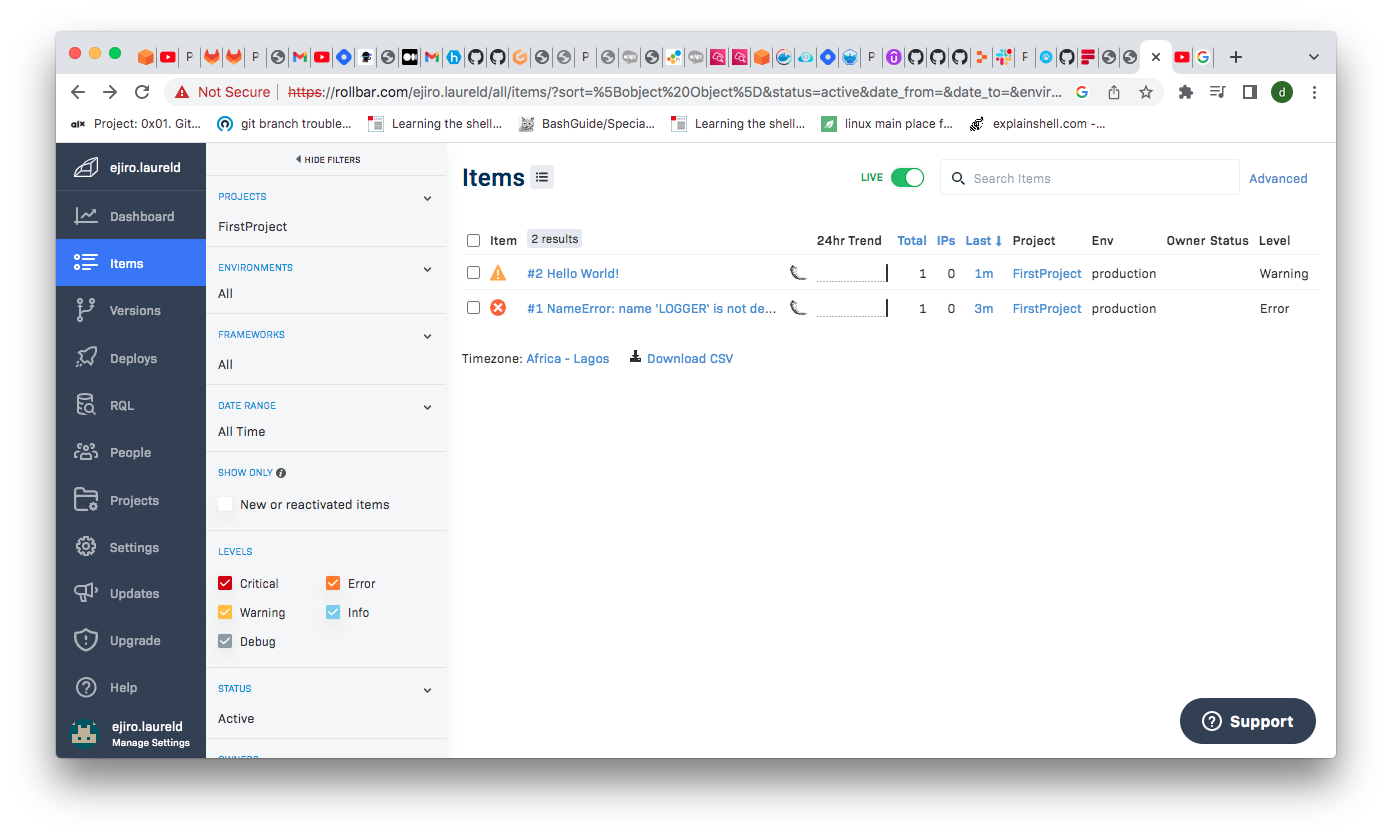 Not Secure https://rollbar.com/ejiro.laureld/all/items/?sort=%5Bobject%20Object%5D&status=active&date_from=&date_to=&envir...
Project: 0x01. Git... git branch trouble... Learning the shell... BashGuide/Specia... Learning the shell... linux main place f... explainshell.com -...
ejiro.laureld
Dashboard
Items
Versions
Deploys
RQL
People
Projects
Settings
Updates
Upgrade
Help
ejiro.laureld
Manage Settings
HIDE FILTERS
PROJECTS
FirstProject
ENVIRONMENTS
All
FRAMEWORKS
All
DATE RANGE
All Time
SHOW ONLY
New or reactivated items
LEVELS
Critical Error
Warning Info
Debug
STATUS
Active
Items
LIVE Search Items Advanced
Item 2 results 24hr Trend Total IPs Last Project Env Owner Status Level
#2 Hello World! 1 0 1m FirstProject production Warning
#1 NameError: name 'LOGGER' is not de... 1 0 3m FirstProject production Error
Timezone: Africa - Lagos Download CSV
Support